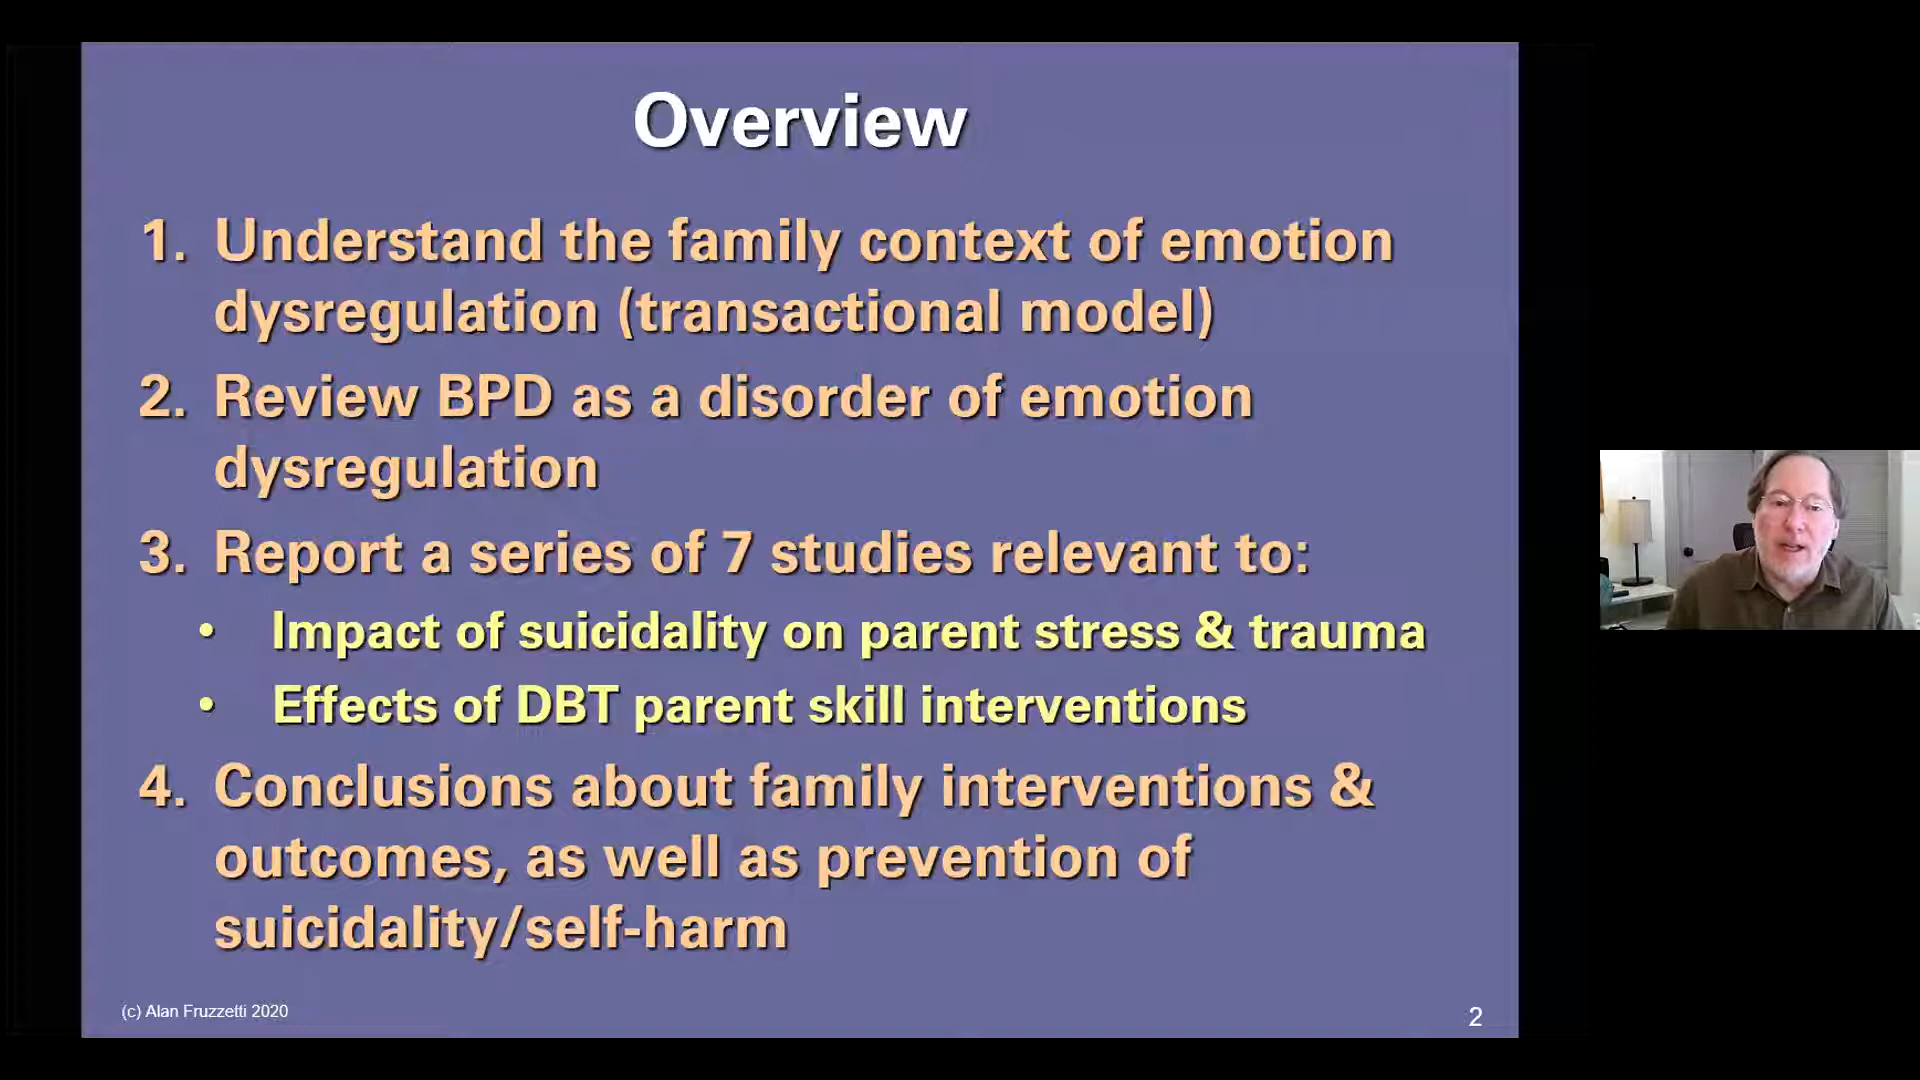 Overview
1. Understand the family context of emotion
dysregulation (transactional model)
2. Review BPD as a disorder of emotion
dysregulation
3. Report a series of 7 studies relevant to:
• Impact of suicidality on parent stress & trauma
• Effects of DBT parent skill interventions
4. Conclusions about family interventions &
outcomes, as well as prevention of
suicidality/self-harm
(c) Alan Fruzzetti 2020
2